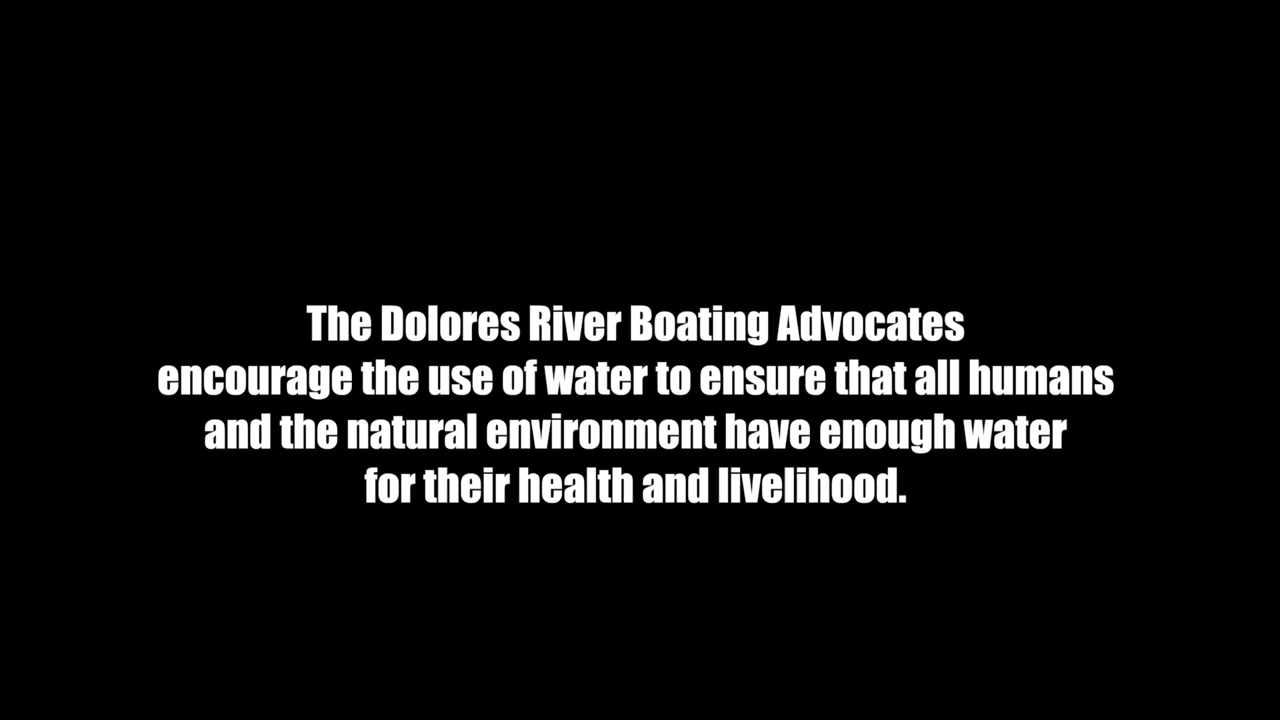 The Dolores River Boating Advocates
encourage the use of water to ensure that all humans
and the natural environment have enough water
for their health and livelihood.